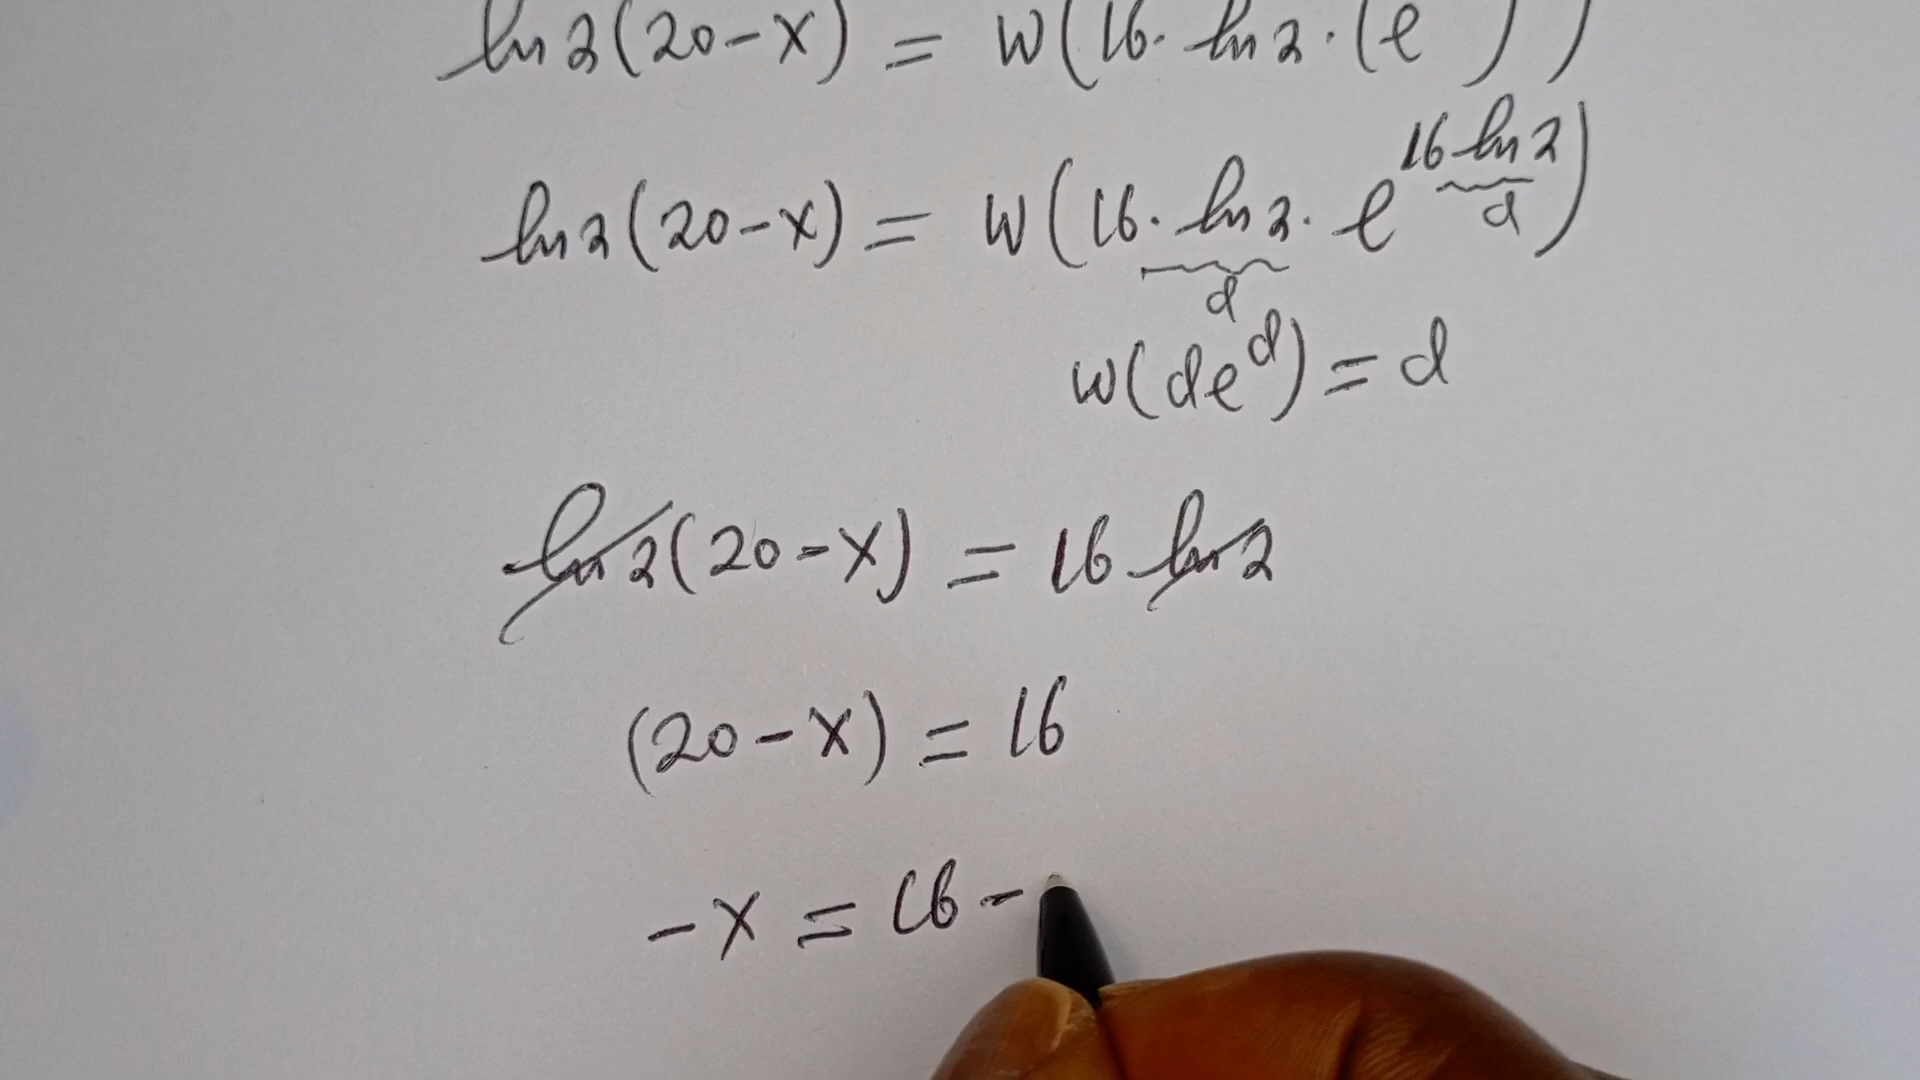 ln2(20-x) = W(16. ln2.(e ))
ln2(20-x) = W(16. ln2. e^16 ln2)
d d
W(de^d) = d
ln2(20-x) = 16 ln2
(20-x) = 16
-x = 16 -